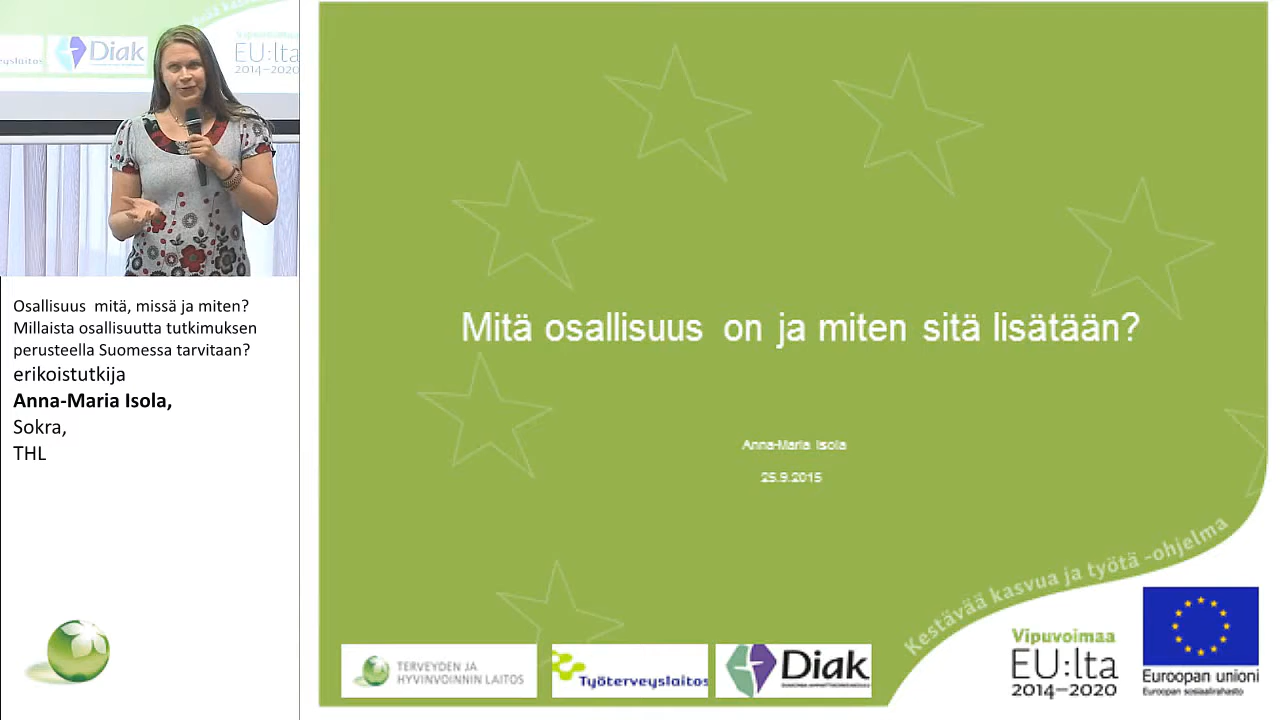 Diak
EU:lta
2014–2020
Osallisuus mitä, missä ja miten?
Millaista osallisuutta tutkimuksen
perusteella Suomessa tarvitaan?
erikoistutkija
Anna-Maria Isola,
Sokra,
THL
Mitä osallisuus on ja miten sitä lisätään?
Anna-Maria Isola
25.9.2015
Kestävää kasvua ja työtä -ohjelma
TERVEYDEN JA
HYVINVOINNIN LAITOS
Työterveyslaitos
Diak
Vipuvoimaa
EU:lta
2014–2020
Euroopan unioni
Euroopan sosiaalirahasto